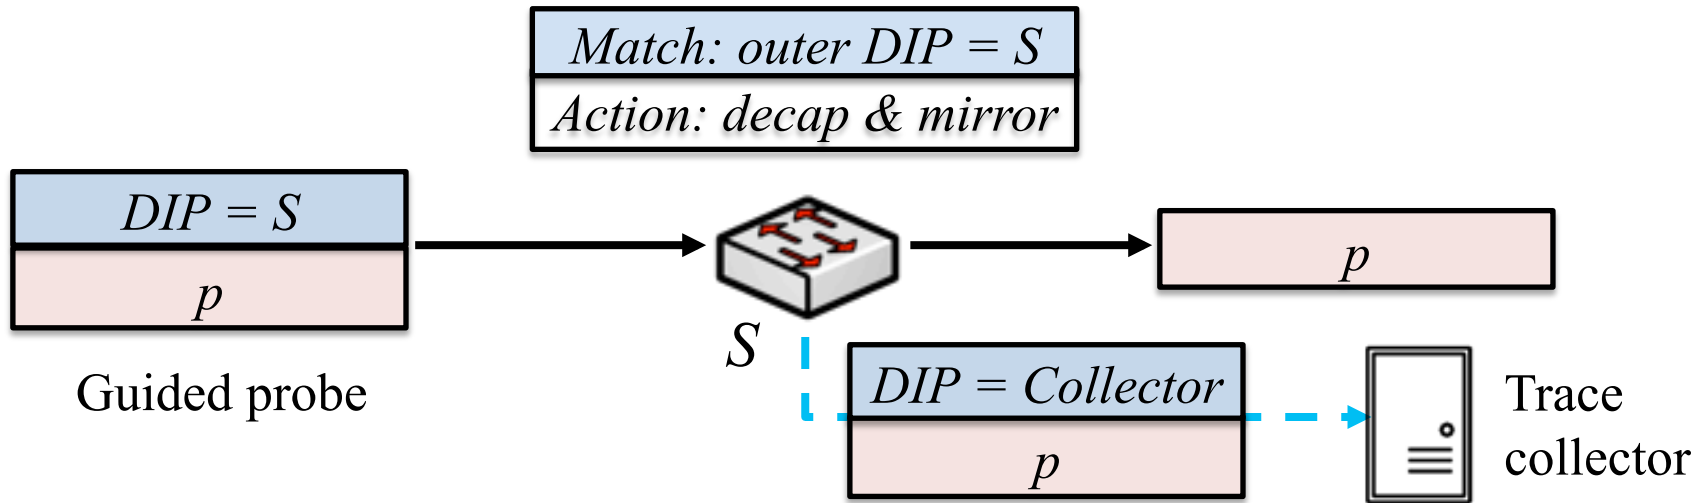 Match: outer DIP = S
Action: decap & mirror
DIP = S
p
Guided probe
S
p
DIP = Collector
p
Trace
collector